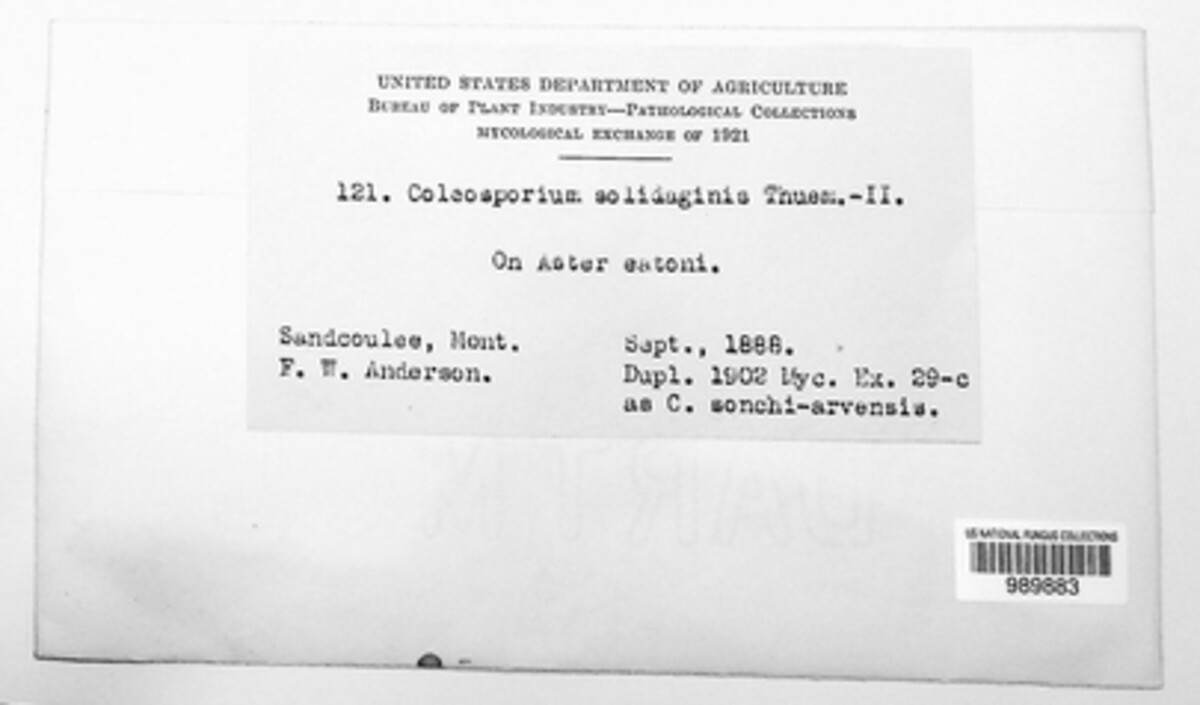 UNITED STATES DEPARTMENT OF AGRICULTURE
BUREAU OF PLANT INDUSTRY—PATHOLOGICAL COLLECTIONS
MYCOLOGICAL EXCHANGE OF 1921
121. Coleosporium solidaginis Thuem.-II.
On Aster eatoni.
Sandcoulee, Mont.
F. W. Anderson.
Sept., 1888.
Dupl. 1902 Myc. Ex. 29-c
as C. sonchi-arvensis.
US NATIONAL FUNGUS COLLECTIONS
989883